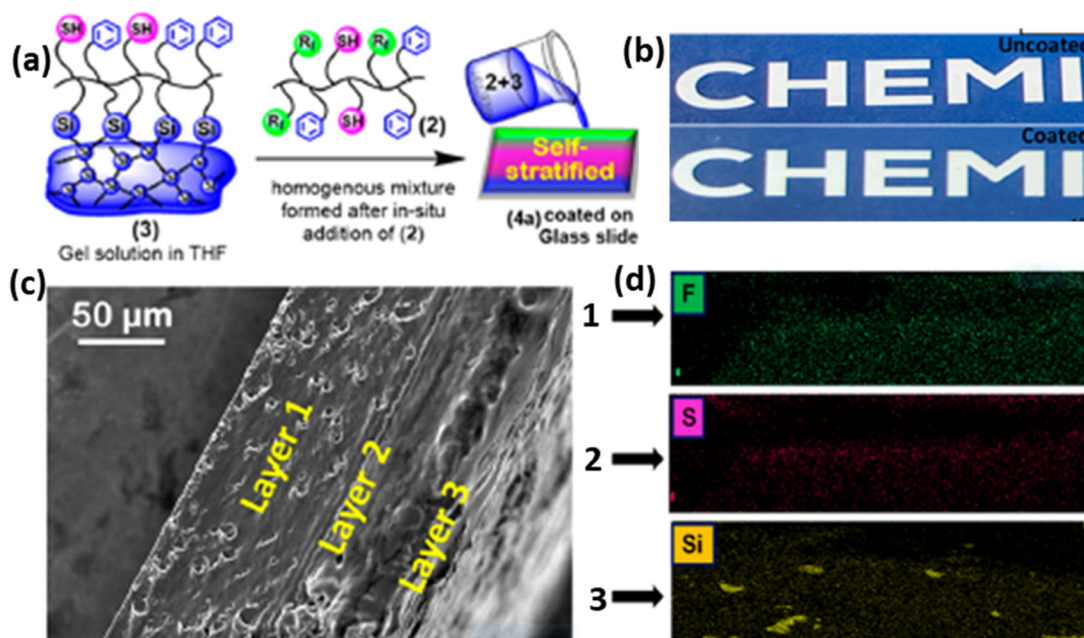 (a)
SH SH
Si Si Si Si
(3)
Gel solution in THF
Rf SH Rf
SH (2)
homogenous mixture
formed after in-situ
addition of (2)
2+3
Self-
stratified
(4a) coated on
Glass slide
(b)
Uncoated
CHEMI
Coated
CHEMI
(c)
50 μm
Layer 1
Layer 2
Layer 3
(d)
1
F
2
S
3
Si